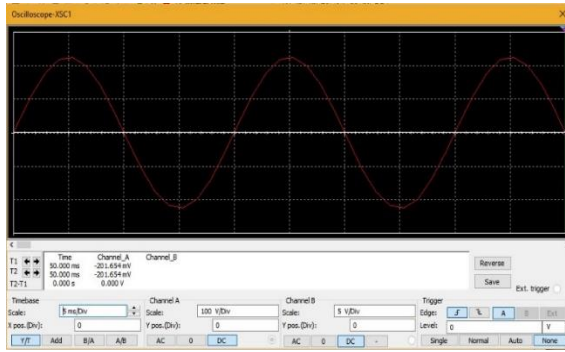 Oscilloscope-XSC1
X
T1
T2
T2-T1
Time Channel_A Channel_B
50.000 ms -201.654 mV
50.000 ms -201.654 mV
0.000 s 0.000 V
Reverse
Save
Ext. trigger
Timebase
Scale: 5 ms/Div
X pos.(Div): 0
Y/T Add B/A A/B
Channel A
Scale: 100 V/Div
Y pos.(Div): 0
AC 0 DC
Channel B
Scale: 5 V/Div
Y pos.(Div): 0
AC 0 DC -
Trigger
Edge: A B Ext
Level: 0 V
Single Normal Auto None